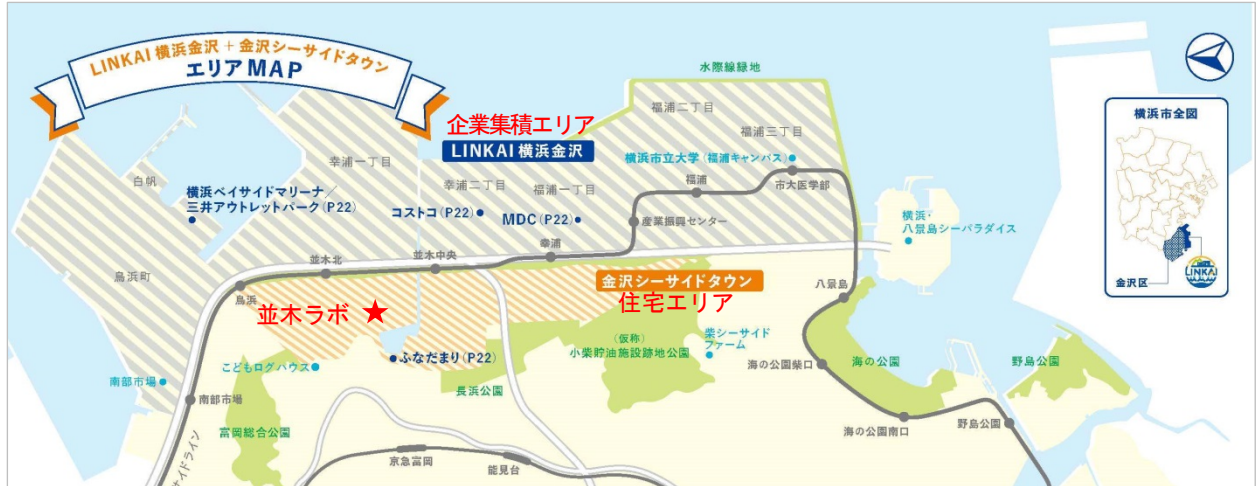 LINKAI 横浜金沢 + 金沢シーサイドタウン
エリアMAP
水際線緑地
横浜市全図
金沢区
LINKAI
福浦二丁目
企業集積エリア
LINKAI 横浜金沢
福浦三丁目
幸浦一丁目
横浜市立大学(福浦キャンパス)
白帆
幸浦二丁目
福浦一丁目
福浦
市大医学部
横浜ベイサイドマリーナ/
三井アウトレットパーク(P22)
コストコ(P22)
MDC(P22)
産業振興センター
横浜・
八景島シーパラダイス
幸浦
並木中央
並木北
鳥浜町
鳥浜
金沢シーサイドタウン
住宅エリア
八景島
並木ラボ ★
(仮称)
小柴貯油施設跡地公園
柴シーサイド
ファーム
ふなだまり(P22)
こどもログハウス
海の公園柴口
海の公園
野島公園
南部市場
長浜公園
南部市場
富岡総合公園
海の公園南口
野島公園
サイドライン
京急富岡
能見台